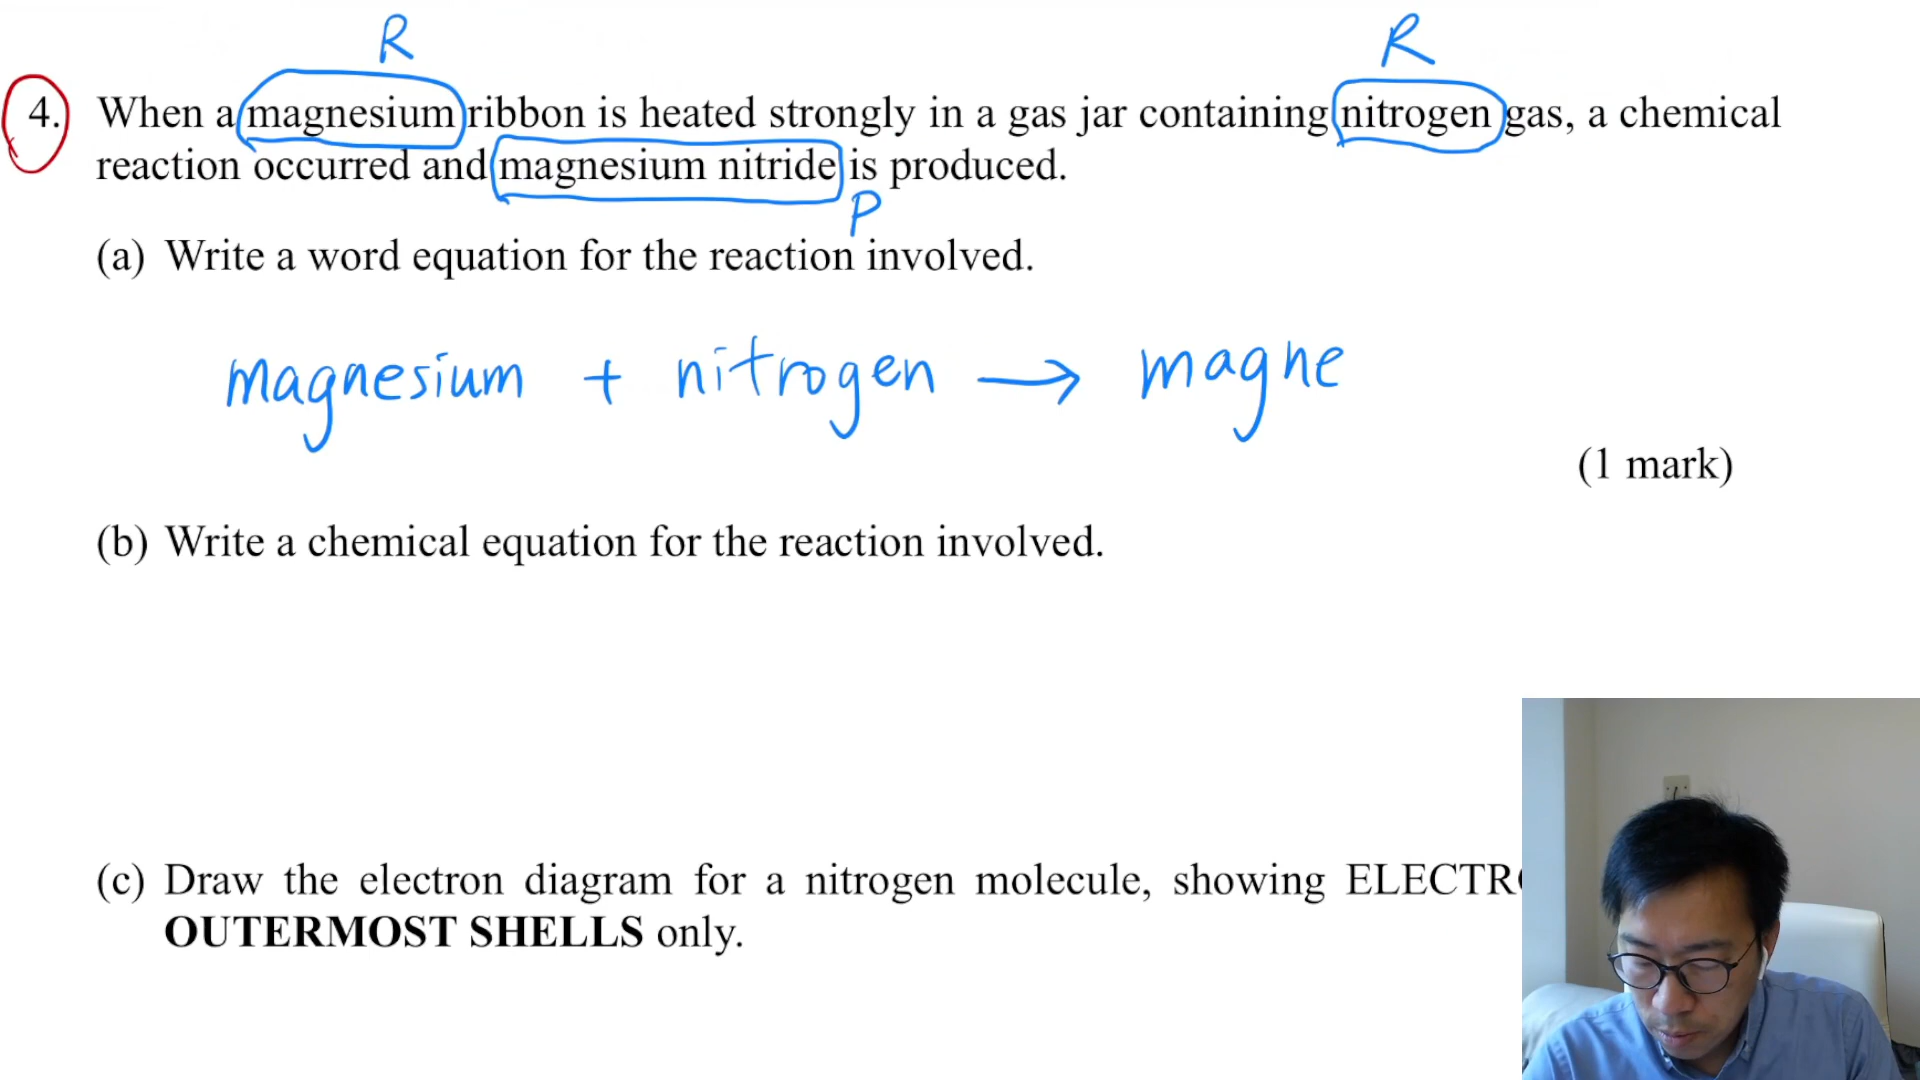 R R
4. When a magnesium ribbon is heated strongly in a gas jar containing nitrogen gas, a chemical
reaction occurred and magnesium nitride is produced.
P
(a) Write a word equation for the reaction involved.
magnesium + nitrogen → magne
(1 mark)
(b) Write a chemical equation for the reaction involved.
(c) Draw the electron diagram for a nitrogen molecule, showing ELECTR
OUTERMOST SHELLS only.